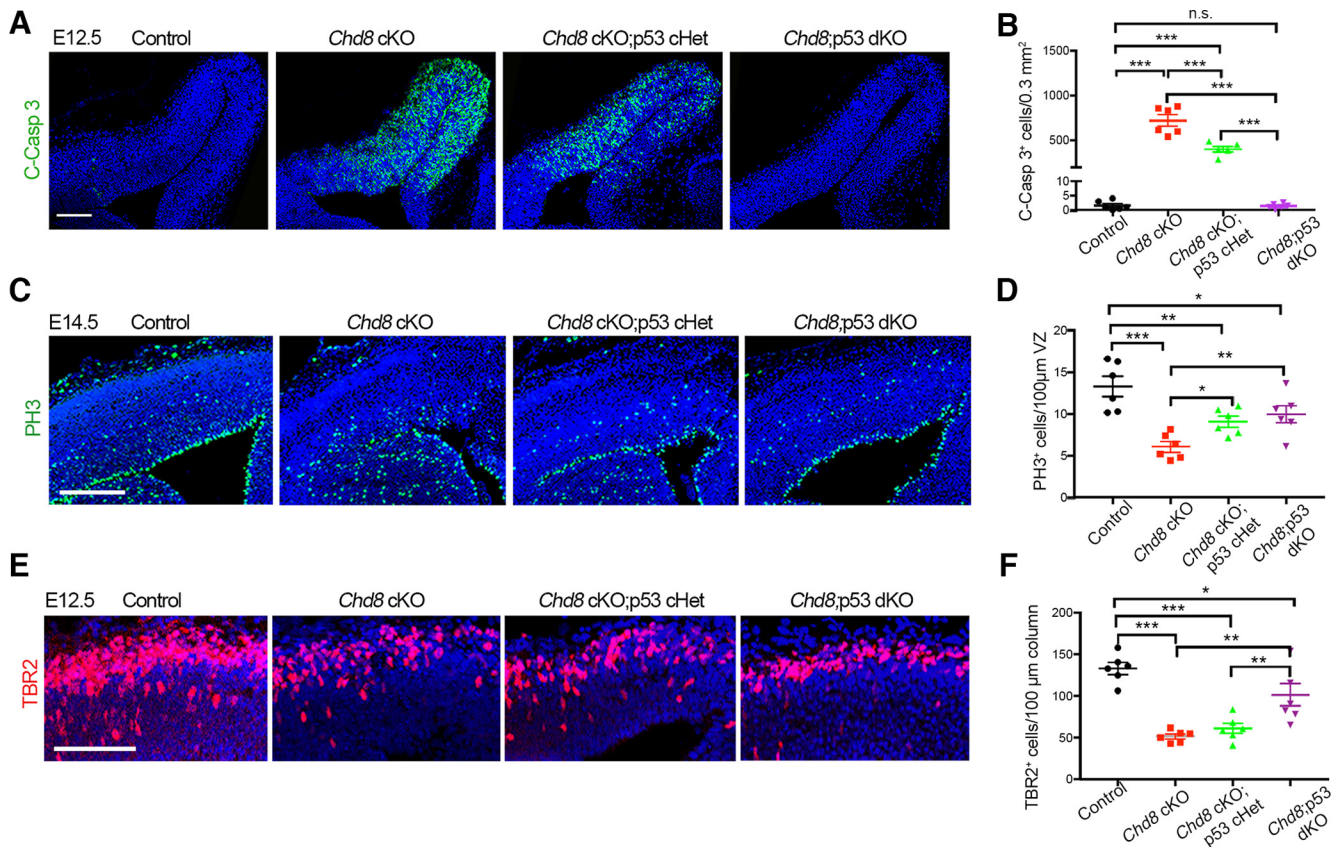 A
E12.5 Control Chd8 cKO Chd8 cKO;p53 cHet Chd8;p53 dKO
C-Casp 3
B
n.s.
***
*** ***
***
***
1500
1000
500
10
5
0
C-Casp 3⁺ cells/0.3 mm²
Control
Chd8 cKO
Chd8 cKO;
p53 cHet
Chd8;p53
dKO
C
E14.5 Control Chd8 cKO Chd8 cKO;p53 cHet Chd8;p53 dKO
PH3
D
*
**
***
**
*
20
15
10
5
0
PH3⁺ cells/100µm VZ
Control
Chd8 cKO
Chd8 cKO;
p53 cHet
Chd8;p53
dKO
E
E12.5 Control Chd8 cKO Chd8 cKO;p53 cHet Chd8;p53 dKO
TBR2
F
*
***
***
**
**
200
150
100
50
0
TBR2⁺ cells/100 µm column
Control
Chd8 cKO
Chd8 cKO;
p53 cHet
Chd8;p53
dKO